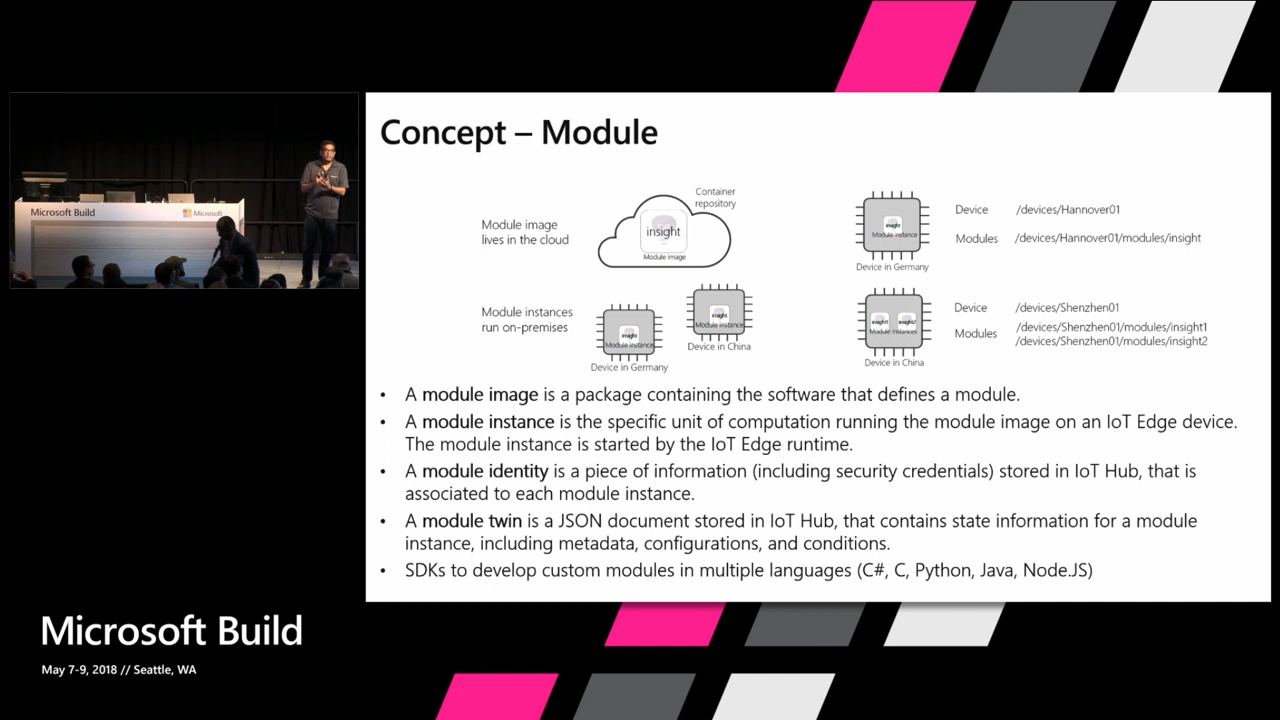 Concept – Module
Module image
lives in the cloud
Container
repository
insight
Module image
Module instances
run on-premises
insight
Module instance
Device in Germany
insight
Module instance
Device in China
insight
Module instance
Device in Germany
Device /devices/Hannover01
Modules /devices/Hannover01/modules/insight
insight1 insight2
Module instances
Device in China
Device /devices/Shenzhen01
Modules /devices/Shenzhen01/modules/insight1
/devices/Shenzhen01/modules/insight2
• A module image is a package containing the software that defines a module.
• A module instance is the specific unit of computation running the module image on an IoT Edge device.
The module instance is started by the IoT Edge runtime.
• A module identity is a piece of information (including security credentials) stored in IoT Hub, that is
associated to each module instance.
• A module twin is a JSON document stored in IoT Hub, that contains state information for a module
instance, including metadata, configurations, and conditions.
• SDKs to develop custom modules in multiple languages (C#, C, Python, Java, Node.JS)
Microsoft Build
Microsoft
Microsoft Build
May 7-9, 2018 // Seattle, WA